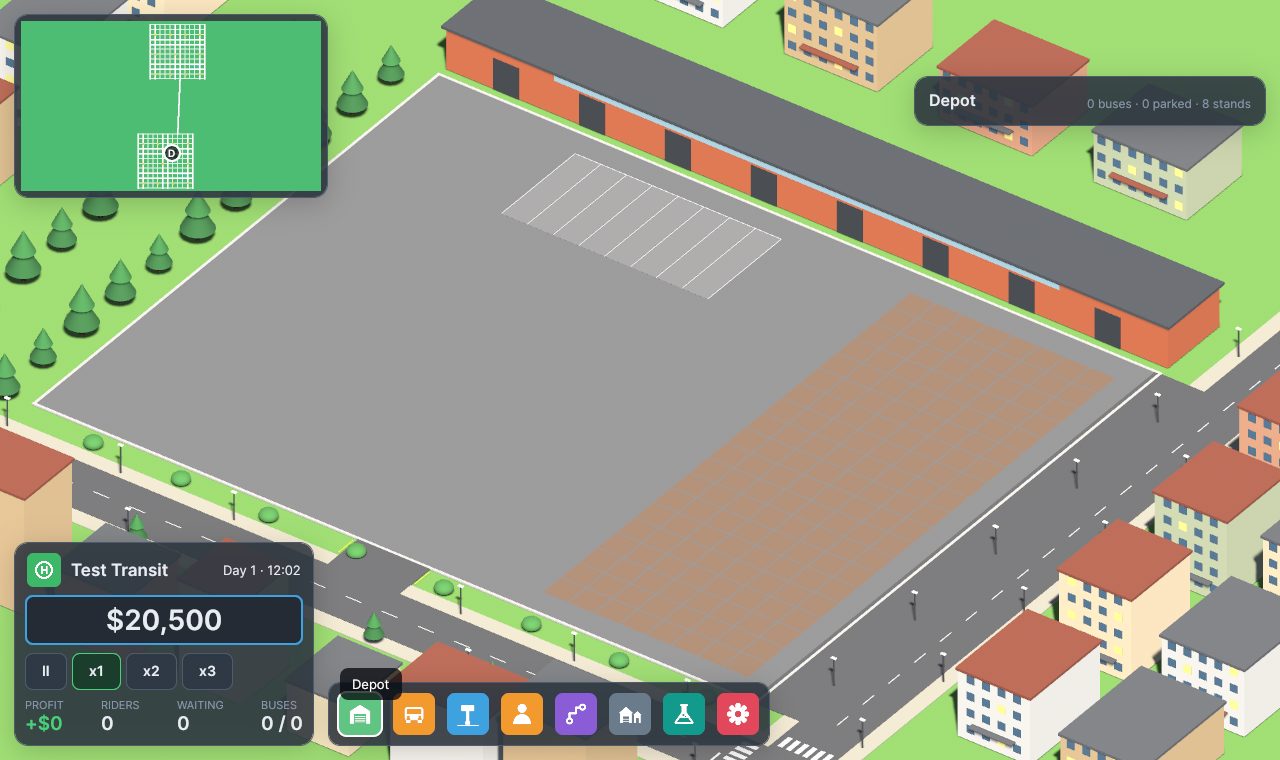 D
Depot
0 buses · 0 parked · 8 stands
H
Test Transit
Day 1 · 12:02
$20,500
II
x1
x2
x3
PROFIT
RIDERS
WAITING
BUSES
+$0
0
0
0 / 0
Depot